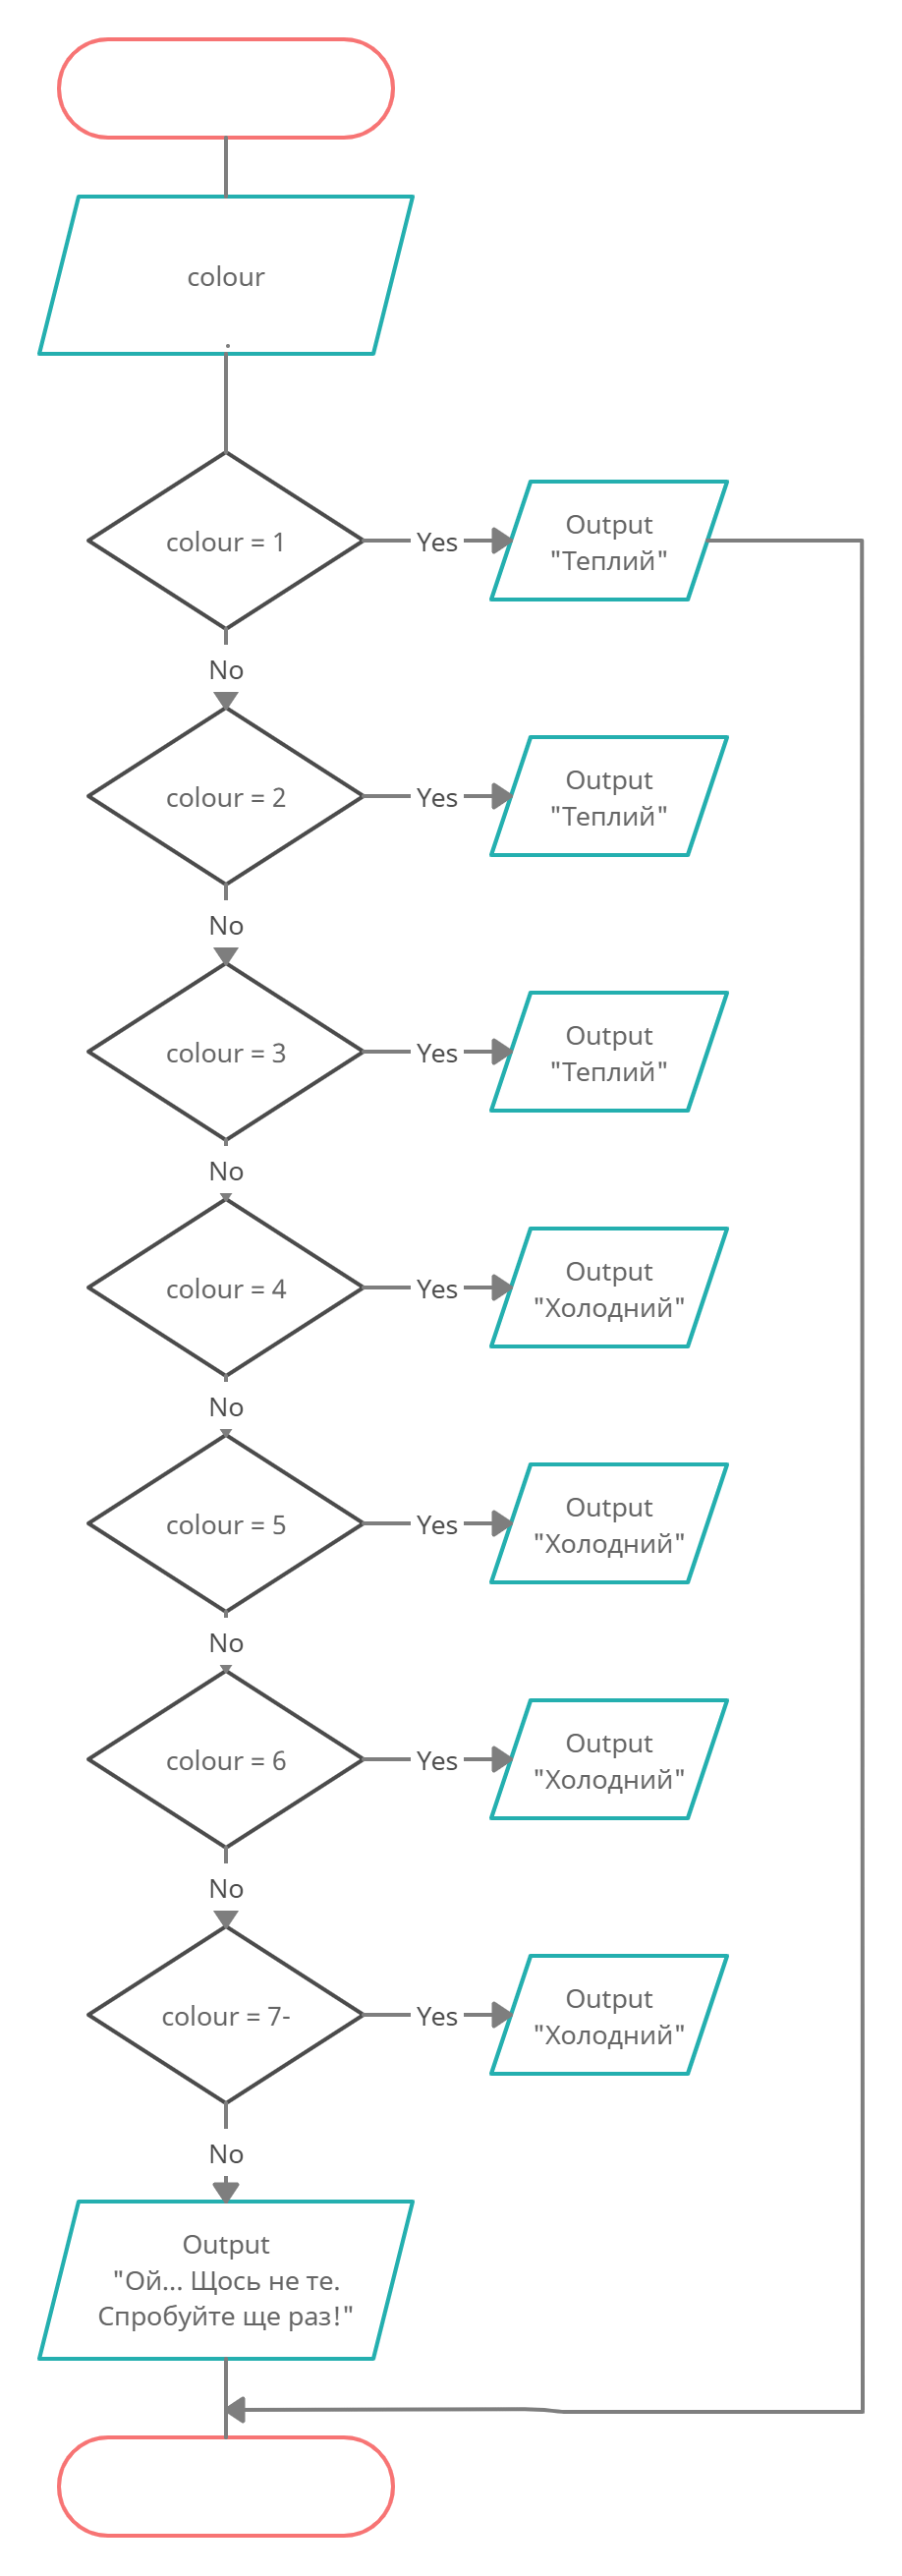 colour
colour = 1
Yes
Output
"Теплий"
No
colour = 2
Yes
Output
"Теплий"
No
colour = 3
Yes
Output
"Теплий"
No
colour = 4
Yes
Output
"Холодний"
No
colour = 5
Yes
Output
"Холодний"
No
colour = 6
Yes
Output
"Холодний"
No
colour = 7-
Yes
Output
"Холодний"
No
Output
"Ой... Щось не те.
Спробуйте ще раз!"